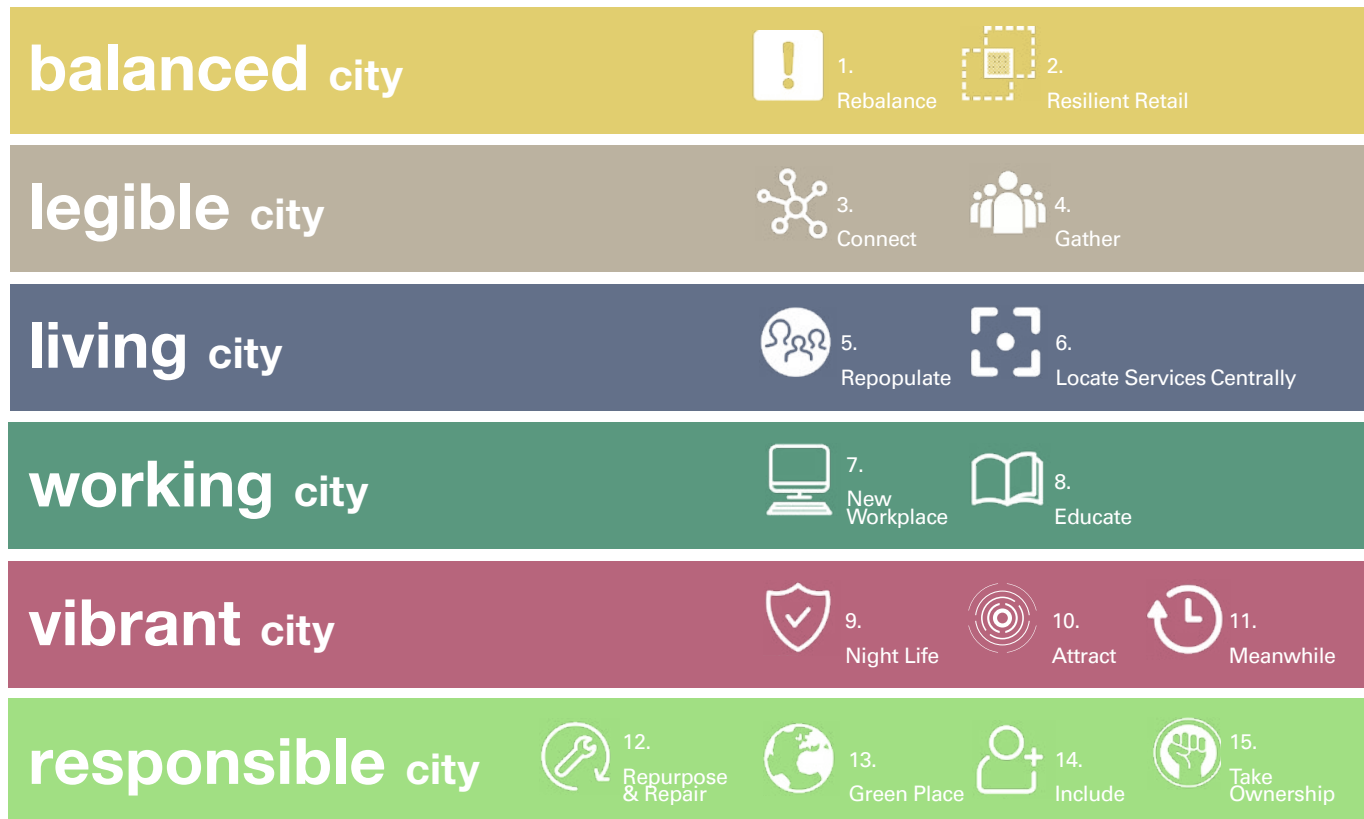 balanced city
1.
Rebalance
2.
Resilient Retail
legible city
3.
Connect
4.
Gather
living city
5.
Repopulate
6.
Locate Services Centrally
working city
7.
New
Workplace
8.
Educate
vibrant city
9.
Night Life
10.
Attract
11.
Meanwhile
responsible city
12.
Repurpose
& Repair
13.
Green Place
14.
Include
15.
Take
Ownership